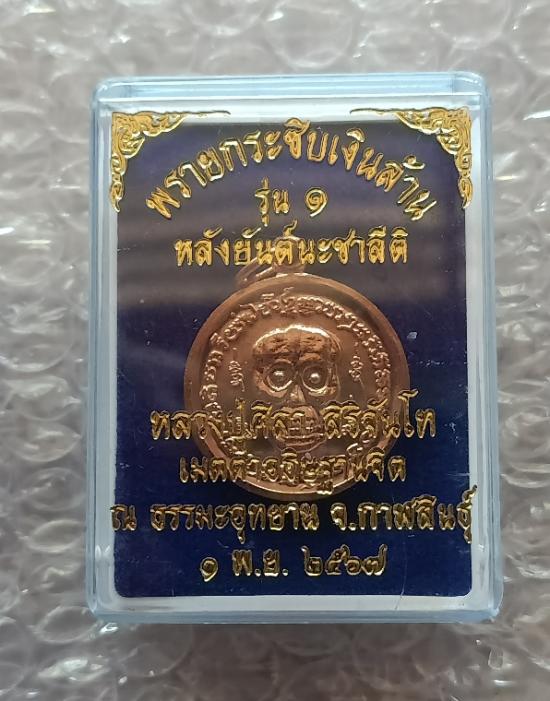 พรายกระซิบเงินล้าน
รุ่น ๑
หลังยันต์นะชาลีติ
หลวงปู่ศิลา สิริจันโท
เมตตาอธิษฐานจิต
ณ ธรรมะอุทยาน จ.กาฬสินธุ์
๑ พ.ย. ๒๕๖๗